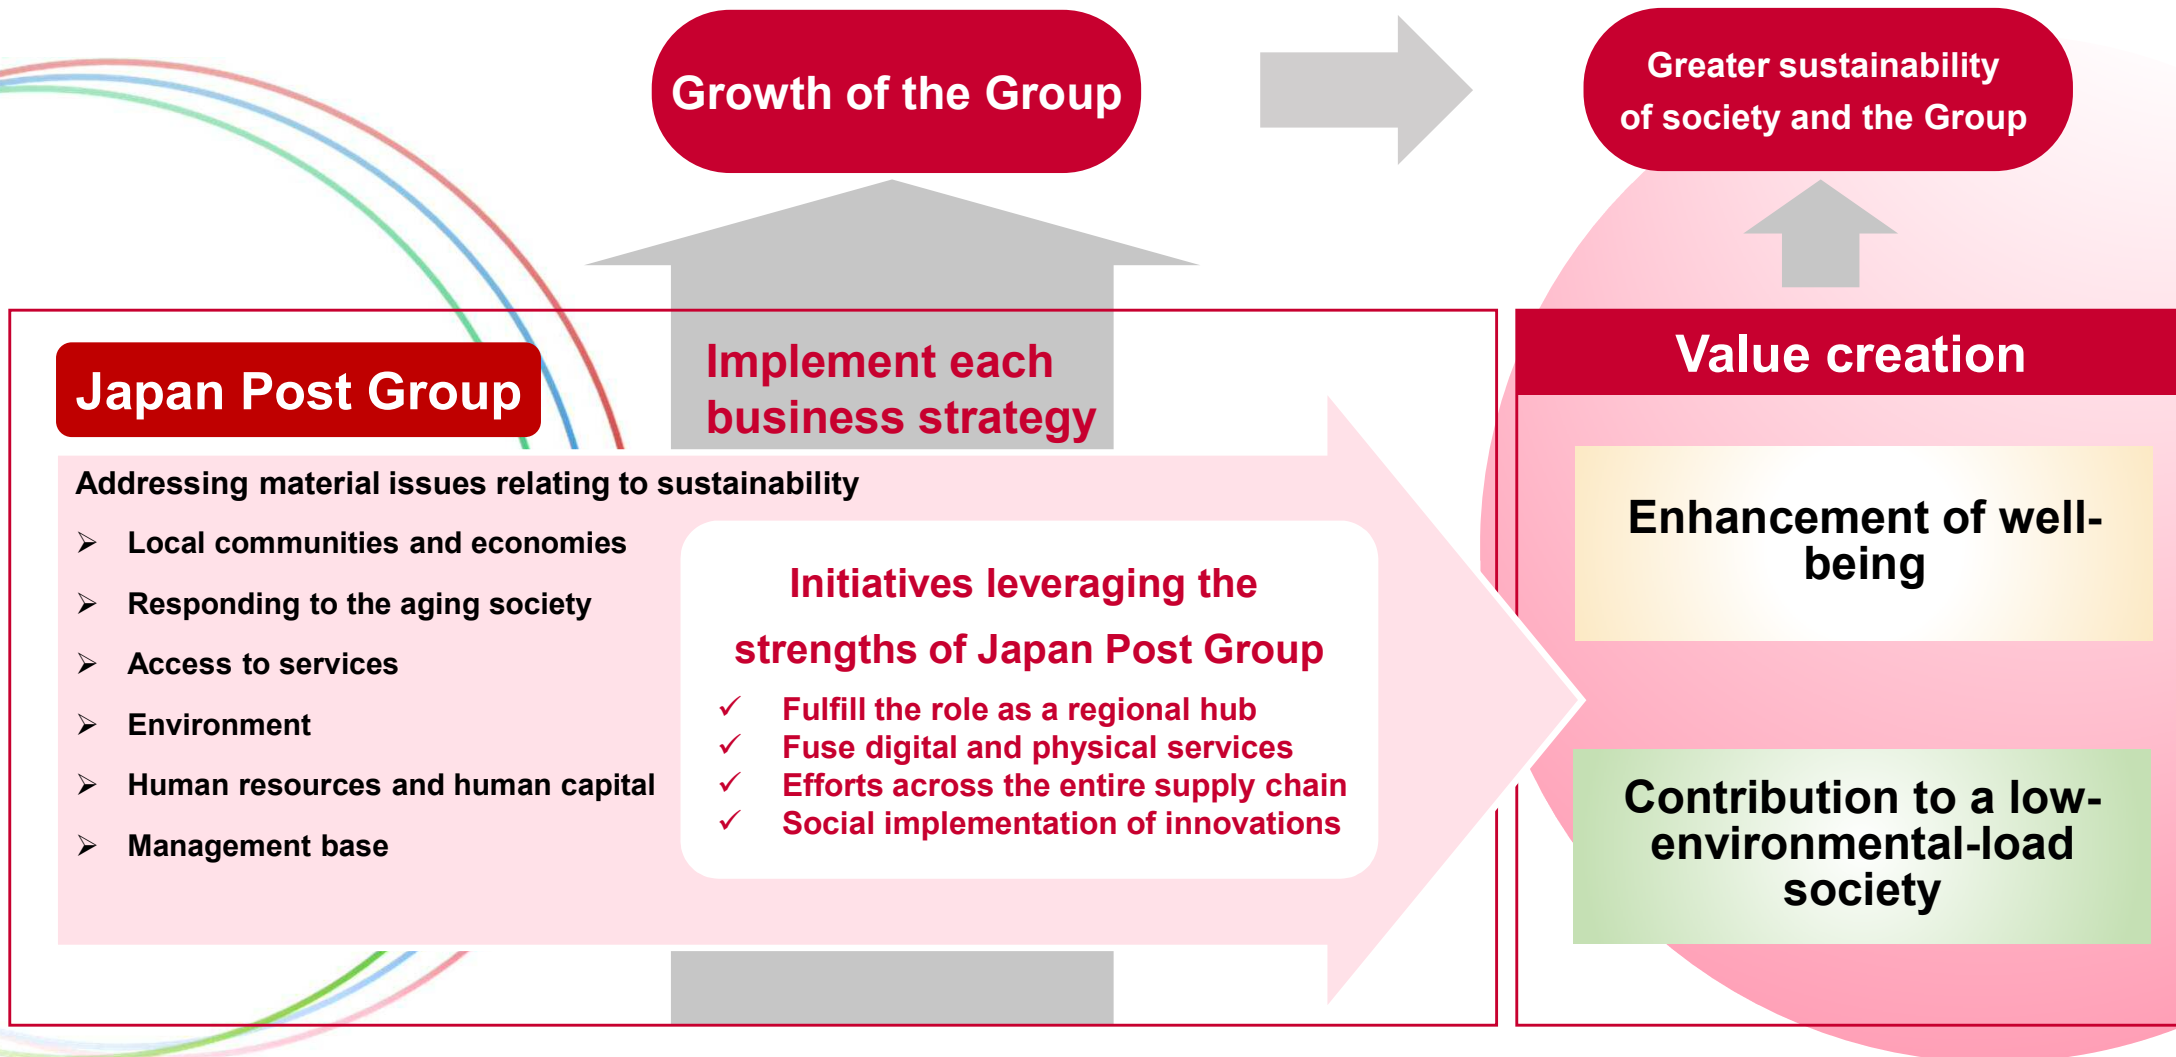 Growth of the Group
Greater sustainability
of society and the Group
Japan Post Group
Implement each
business strategy
Addressing material issues relating to sustainability
➢ Local communities and economies
➢ Responding to the aging society
➢ Access to services
➢ Environment
➢ Human resources and human capital
➢ Management base
Initiatives leveraging the
strengths of Japan Post Group
✓ Fulfill the role as a regional hub
✓ Fuse digital and physical services
✓ Efforts across the entire supply chain
✓ Social implementation of innovations
Value creation
Enhancement of well-
being
Contribution to a low-
environmental-load
society